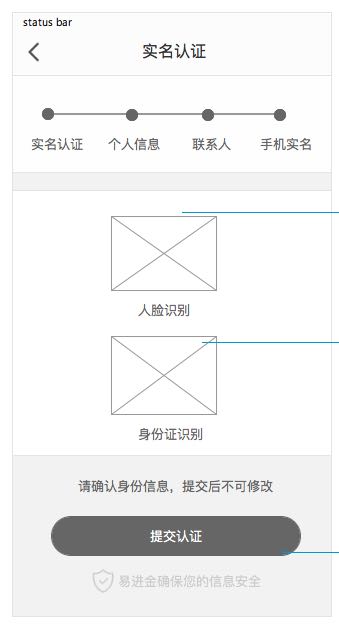 status bar
实名认证
实名认证 个人信息 联系人 手机实名
人脸识别
身份证识别
请确认身份信息，提交后不可修改
提交认证
易进金确保您的信息安全